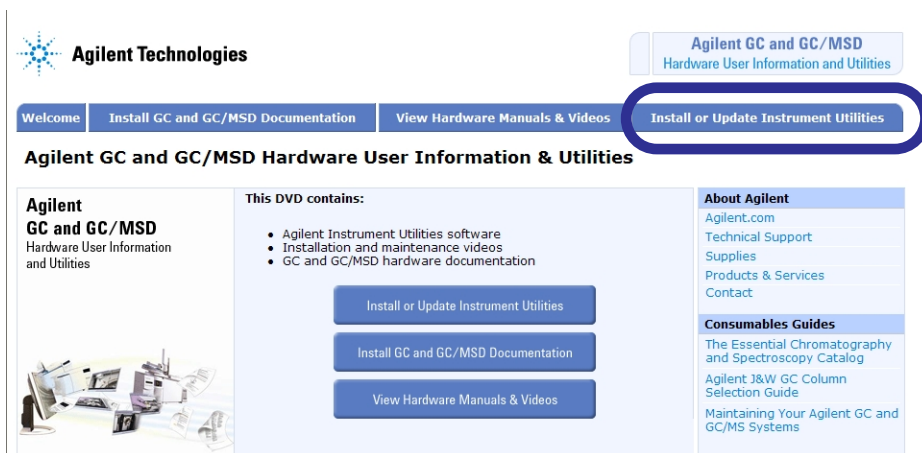 Agilent Technologies
Agilent GC and GC/MSD
Hardware User Information and Utilities
Welcome
Install GC and GC/MSD Documentation
View Hardware Manuals & Videos
Install or Update Instrument Utilities
Agilent GC and GC/MSD Hardware User Information & Utilities
Agilent
GC and GC/MSD
Hardware User Information
and Utilities
This DVD contains:
• Agilent Instrument Utilities software
• Installation and maintenance videos
• GC and GC/MSD hardware documentation
Install or Update Instrument Utilities
Install GC and GC/MSD Documentation
View Hardware Manuals & Videos
About Agilent
Agilent.com
Technical Support
Supplies
Products & Services
Contact
Consumables Guides
The Essential Chromatography
and Spectroscopy Catalog
Agilent J&W GC Column
Selection Guide
Maintaining Your Agilent GC and
GC/MS Systems